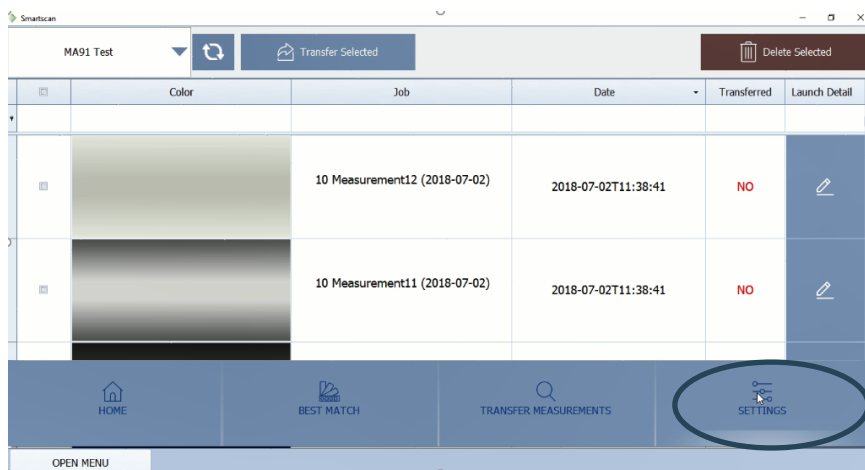 Smartscan
MA91 Test
Transfer Selected
Delete Selected
Color Job Date Transferred Launch Detail
10 Measurement12 (2018-07-02) 2018-07-02T11:38:41 NO
10 Measurement11 (2018-07-02) 2018-07-02T11:38:41 NO
HOME BEST MATCH TRANSFER MEASUREMENTS SETTINGS
OPEN MENU